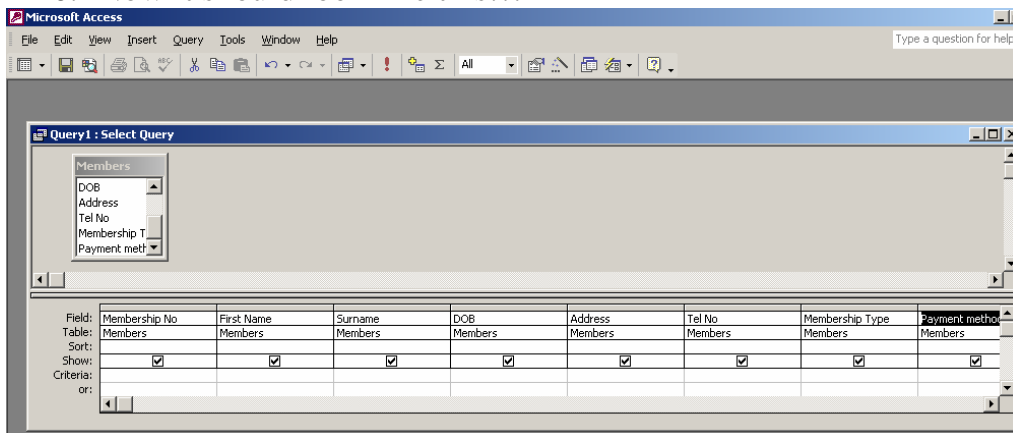 Microsoft Access
File Edit View Insert Query Tools Window Help
Type a question for help
All
Query1 : Select Query
Members
DOB
Address
Tel No
Membership T
Payment meth
Field: Membership No First Name Surname DOB Address Tel No Membership Type Payment method
Table: Members Members Members Members Members Members Members Members
Sort:
Show:
Criteria:
or: